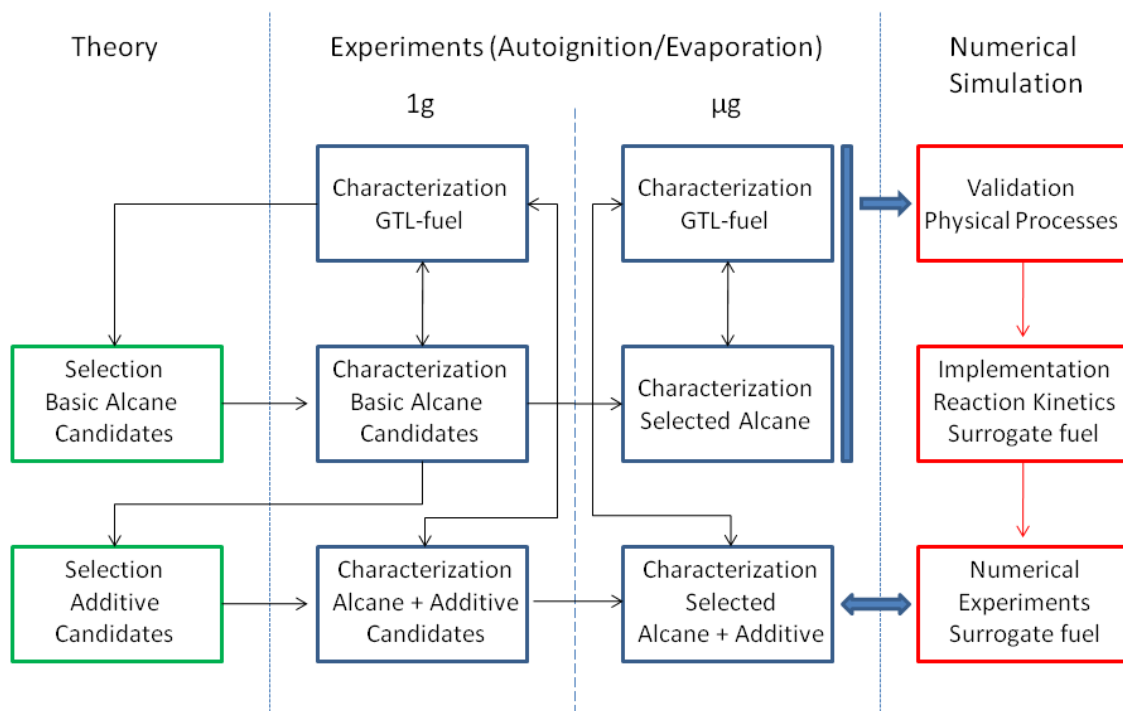 Theory
Experiments (Autoignition/Evaporation)
Numerical
Simulation
1g
µg
Characterization
GTL-fuel
Characterization
GTL-fuel
Validation
Physical Processes
Selection
Basic Alcane
Candidates
Characterization
Basic Alcane
Candidates
Characterization
Selected Alcane
Implementation
Reaction Kinetics
Surrogate fuel
Selection
Additive
Candidates
Characterization
Alcane + Additive
Candidates
Characterization
Selected
Alcane + Additive
Numerical
Experiments
Surrogate fuel